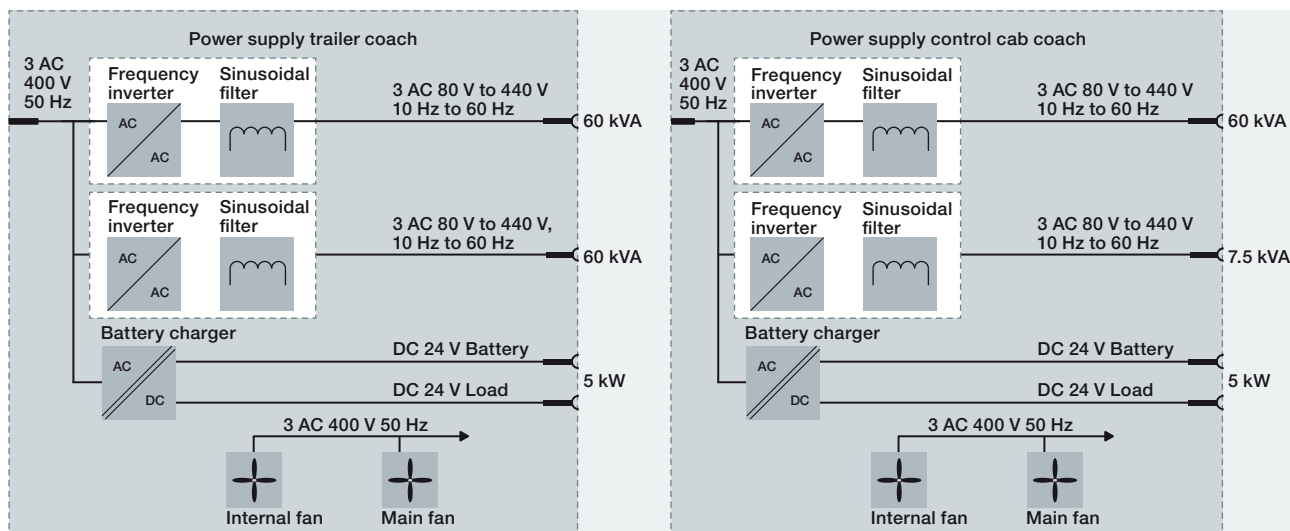 Power supply trailer coach
3 AC
400 V
50 Hz
Frequency
inverter
Sinusoidal
filter
3 AC 80 V to 440 V
10 Hz to 60 Hz
AC
AC
60 kVA
Frequency
inverter
Sinusoidal
filter
3 AC 80 V to 440 V,
10 Hz to 60 Hz
AC
AC
60 kVA
Battery charger
AC
DC
DC 24 V Battery
5 kW
DC 24 V Load
3 AC 400 V 50 Hz
Internal fan
Main fan
Power supply control cab coach
3 AC
400 V
50 Hz
Frequency
inverter
Sinusoidal
filter
3 AC 80 V to 440 V
10 Hz to 60 Hz
AC
AC
60 kVA
Frequency
inverter
Sinusoidal
filter
3 AC 80 V to 440 V
10 Hz to 60 Hz
AC
AC
7.5 kVA
Battery charger
AC
DC
DC 24 V Battery
5 kW
DC 24 V Load
3 AC 400 V 50 Hz
Internal fan
Main fan